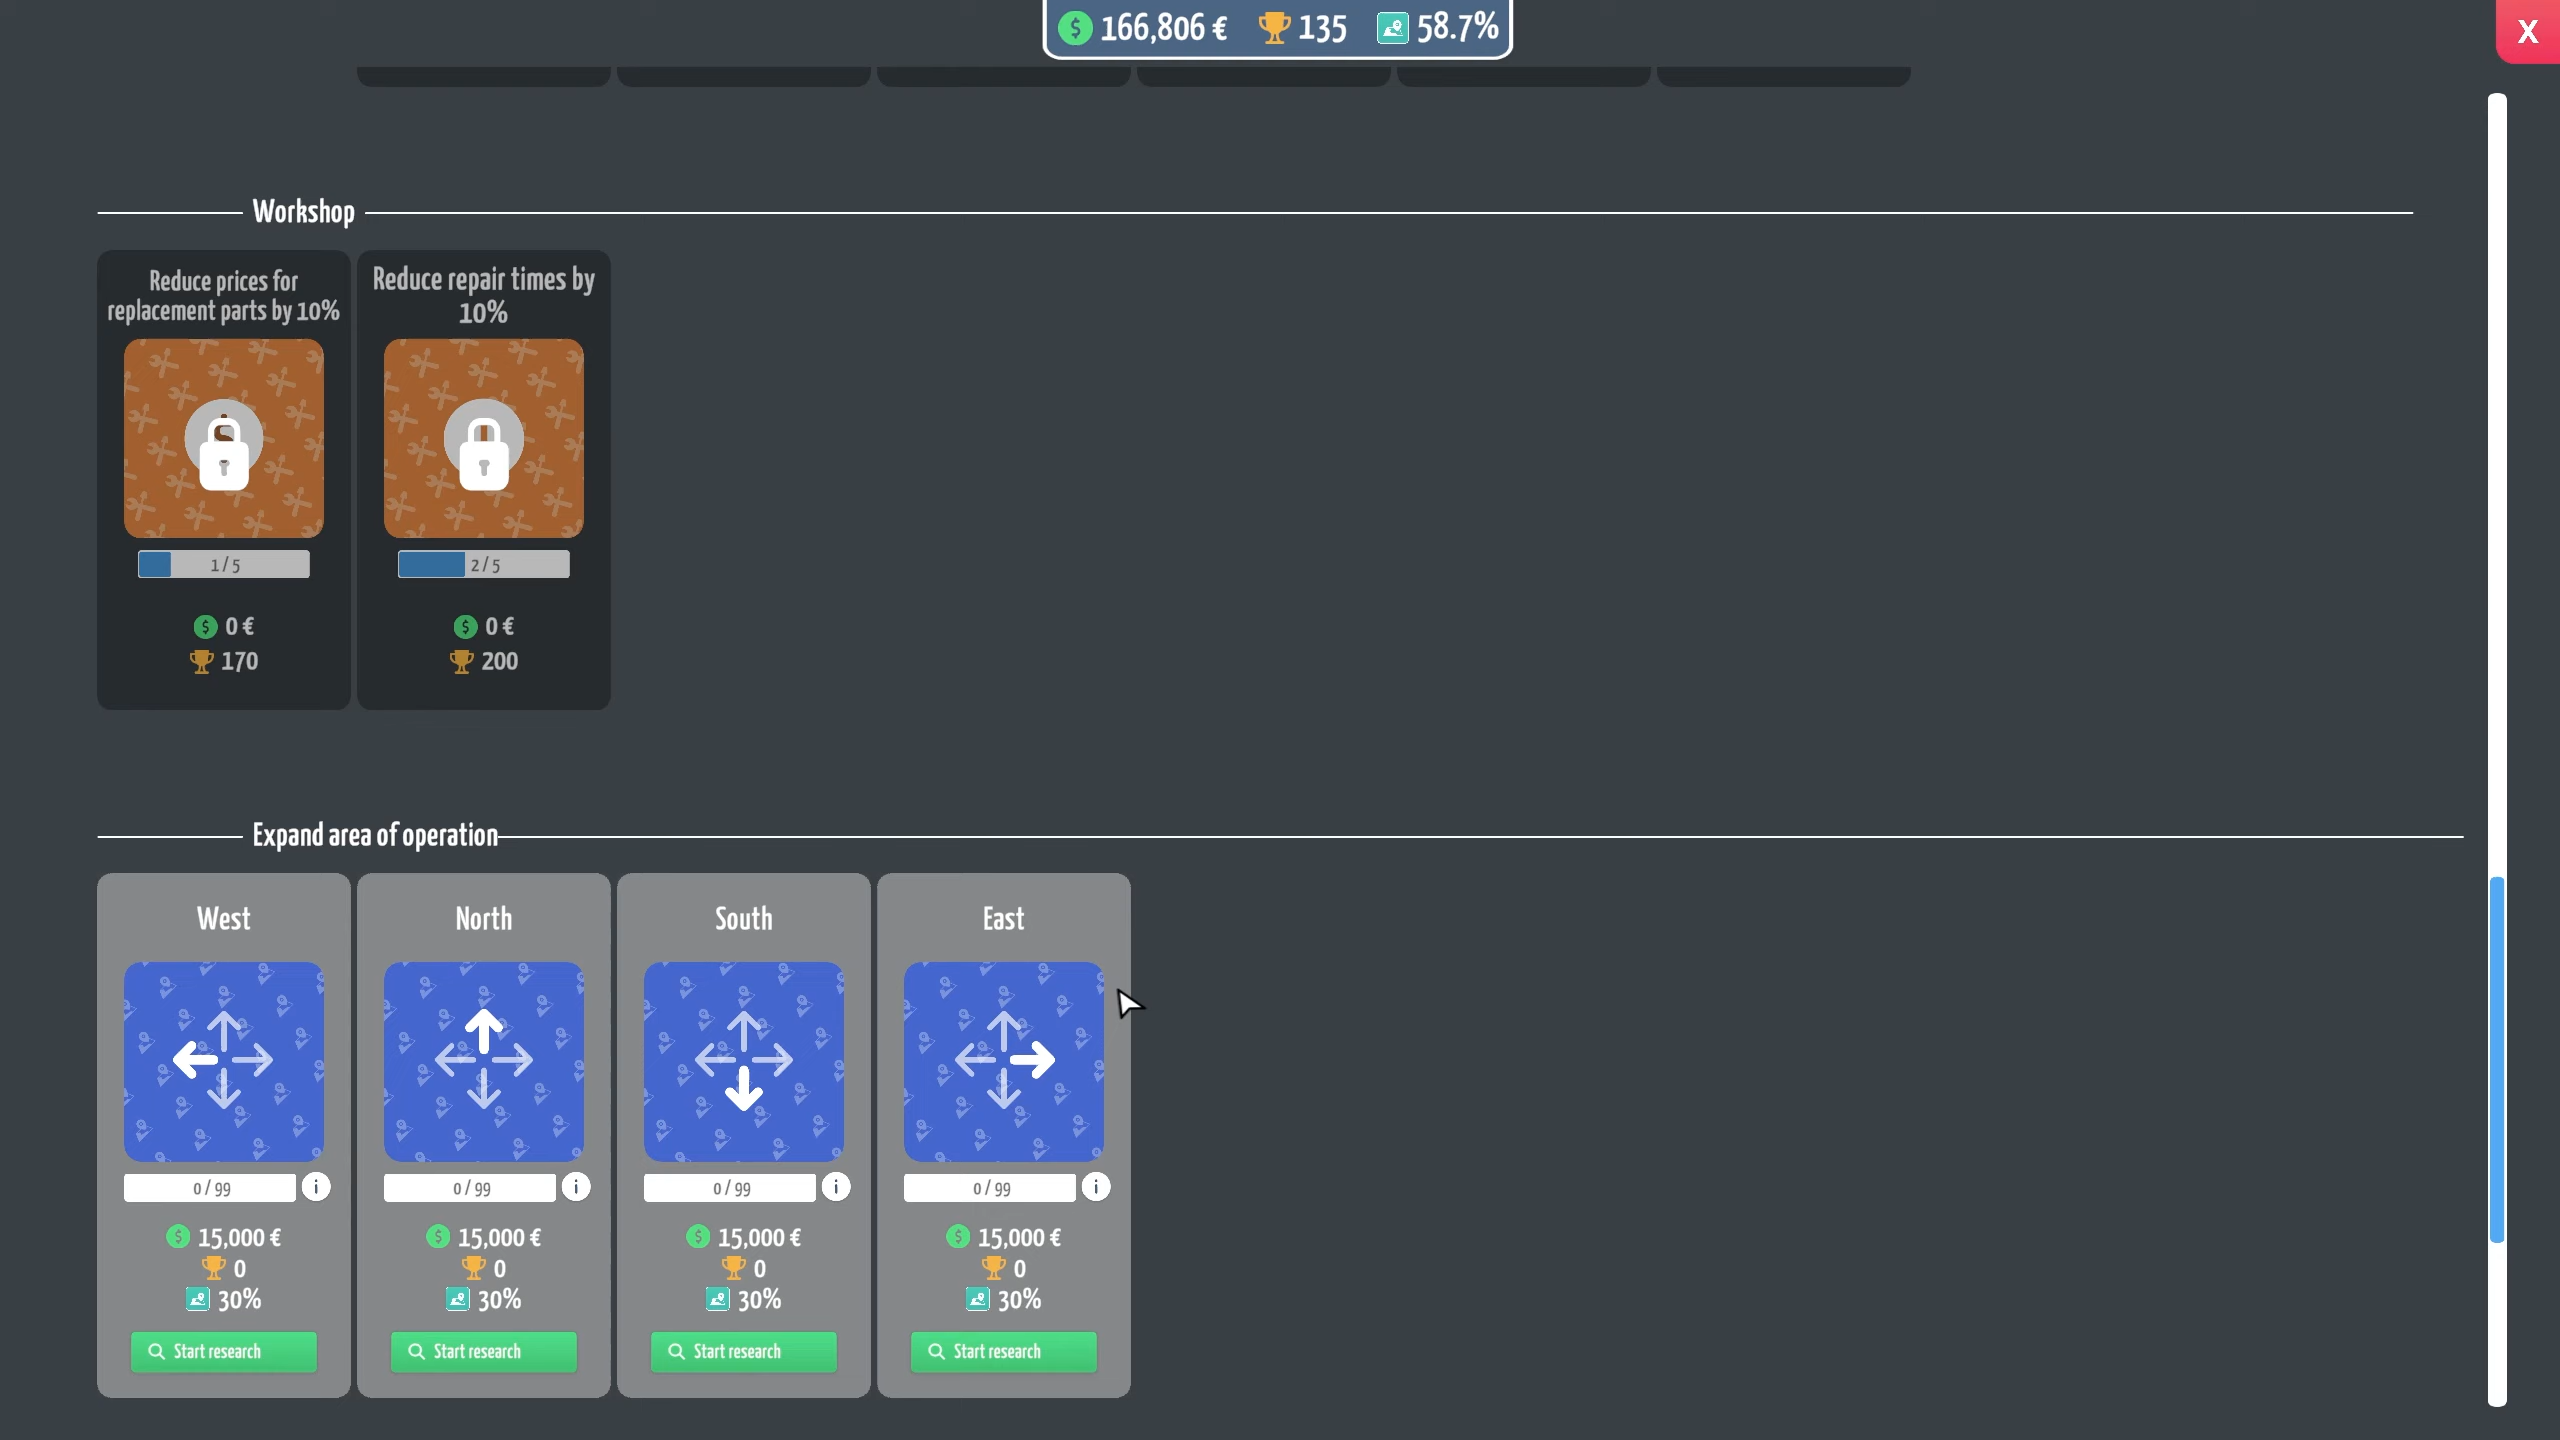 166,806 € 135 58.7%
X
Workshop
Reduce prices for
replacement parts by 10%
1 / 5
0 €
170
Reduce repair times by
10%
2 / 5
0 €
200
Expand area of operation
West
0 / 99
i
15,000 €
0
30%
Start research
North
0 / 99
i
15,000 €
0
30%
Start research
South
0 / 99
i
15,000 €
0
30%
Start research
East
0 / 99
i
15,000 €
0
30%
Start research